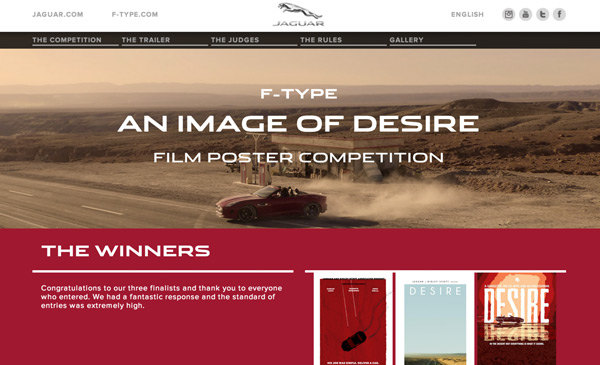 JAGUAR.COM
F-TYPE.COM
JAGUAR
ENGLISH
THE COMPETITION
THE TRAILER
THE JUDGES
THE RULES
GALLERY
F-TYPE
AN IMAGE OF DESIRE
FILM POSTER COMPETITION
THE WINNERS
Congratulations to our three finalists and thank you to everyone
who entered. We had a fantastic response and the standard of
entries was extremely high.
DESIRE
DESIRE